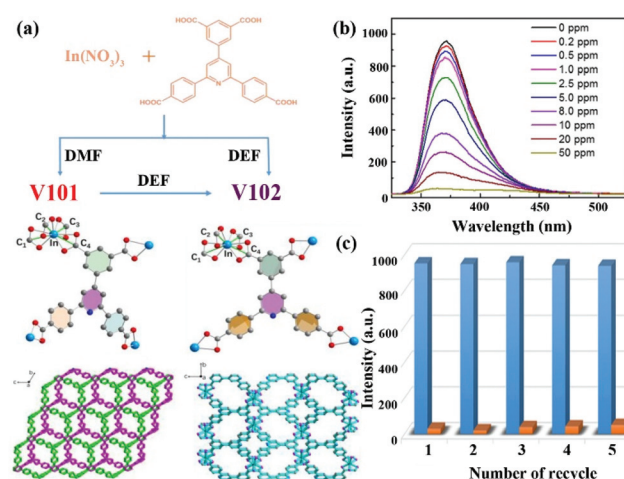 (a)
In(NO3)3 +
COOH
HOOC
HOOC
COOH
N
DMF
DEF
V101
DEF
V102
C2
C3
C1
In
C4
C2
C3
C1
In
C4
b
c
a
b
c
a
(b)
1000
800
600
400
200
0
Intensity (a.u.)
0 ppm
0.2 ppm
0.5 ppm
1.0 ppm
2.5 ppm
5.0 ppm
8.0 ppm
10 ppm
20 ppm
50 ppm
350
400
450
500
Wavelength (nm)
(c)
1000
800
600
400
200
0
Intensity (a.u.)
1
2
3
4
5
Number of recycle